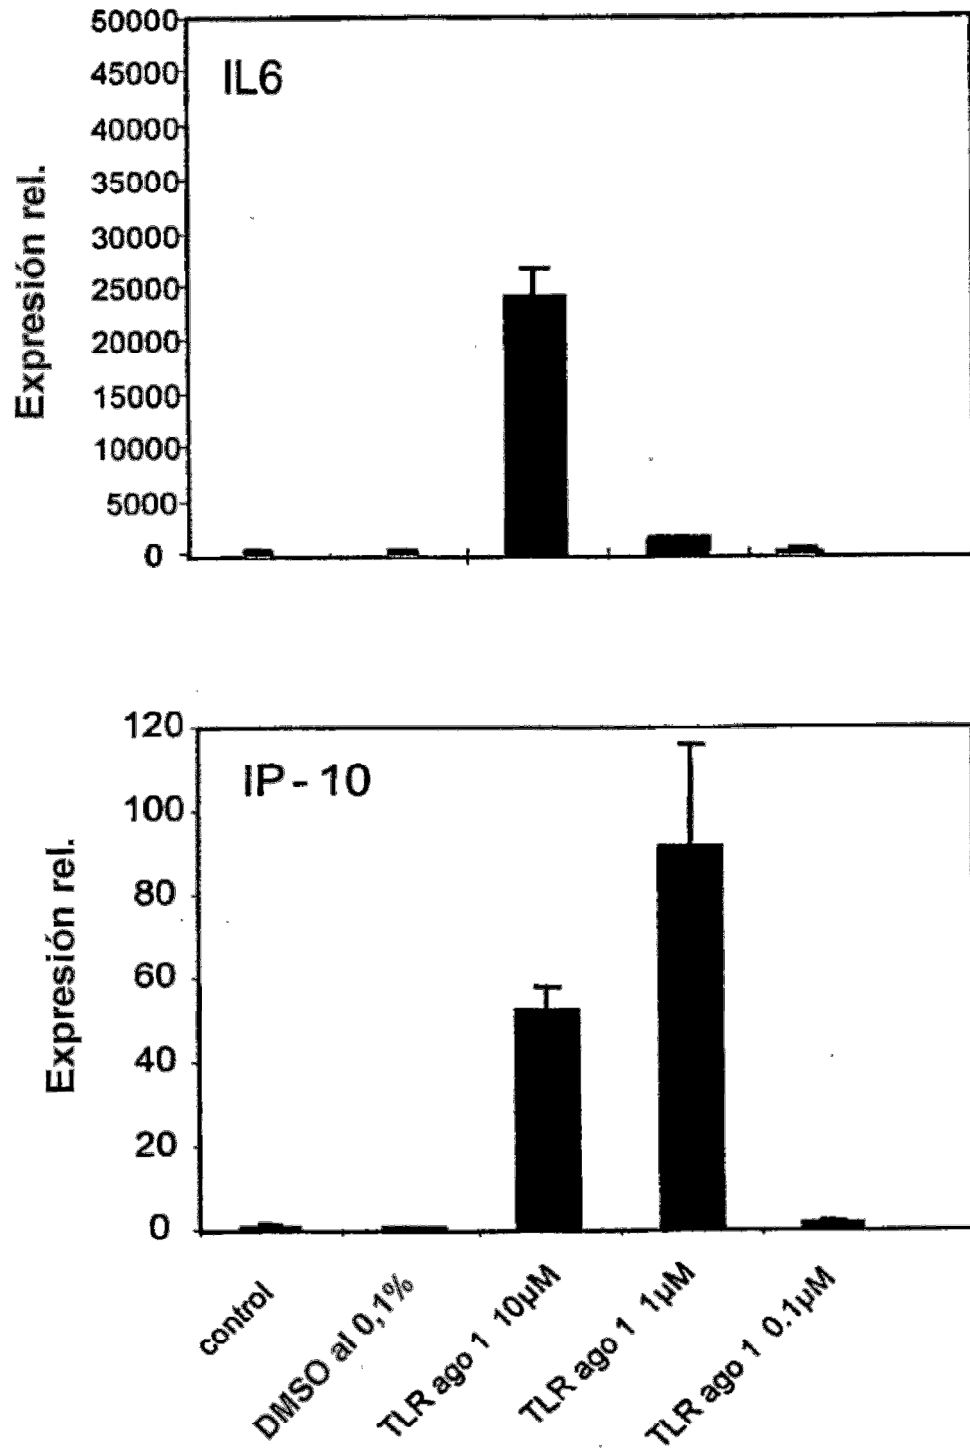 50000
45000
40000
35000
30000
25000
20000
15000
10000
5000
0
IL6
Expresión rel.
120
100
80
60
40
20
0
IP - 10
Expresión rel.
control
DMSO al 0,1%
TLR ago 1 10µM
TLR ago 1 1µM
TLR ago 1 0.1µM